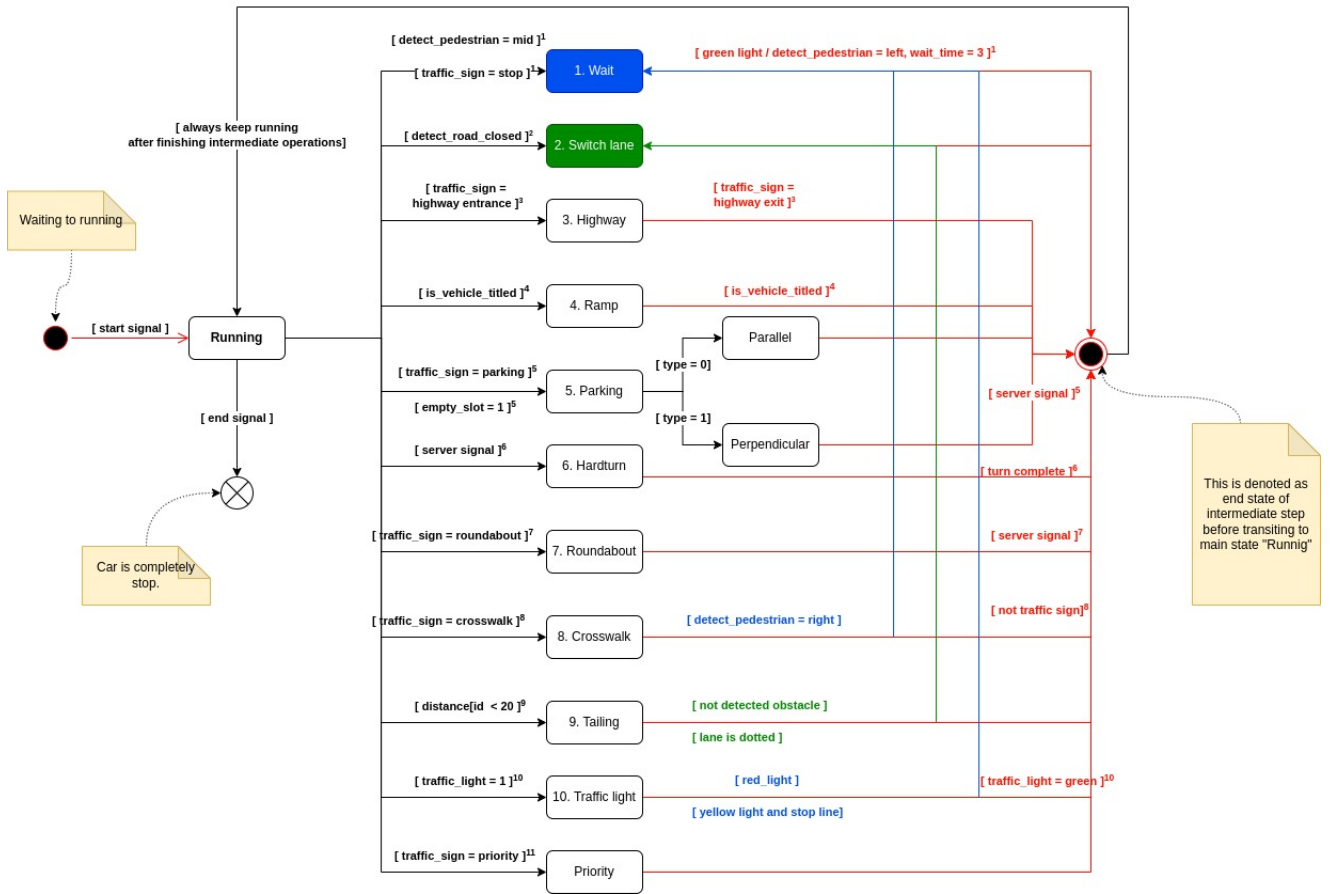 [ detect_pedestrian = mid ]1
[ green light / detect_pedestrian = left, wait_time = 3 ]1
[ traffic_sign = stop ]1
1. Wait
[ always keep running
after finishing intermediate operations]
[ detect_road_closed ]2
2. Switch lane
[ traffic_sign =
highway entrance ]3
[ traffic_sign =
highway exit ]3
Waiting to running
3. Highway
[ is_vehicle_titled ]4
4. Ramp
[ is_vehicle_titled ]4
[ start signal ]
Running
Parallel
[ type = 0]
[ traffic_sign = parking ]5
5. Parking
[ empty_slot = 1 ]5
[ type = 1]
[ server signal ]5
[ end signal ]
Perpendicular
[ server signal ]6
6. Hardturn
[ turn complete ]6
This is denoted as
end state of
intermediate step
before transiting to
main state "Runnig"
[ traffic_sign = roundabout ]7
7. Roundabout
[ server signal ]7
Car is completely
stop.
[ traffic_sign = crosswalk ]8
8. Crosswalk
[ detect_pedestrian = right ]
[ not traffic sign]8
[ distance[id < 20 ]9
9. Tailing
[ not detected obstacle ]
[ lane is dotted ]
[ traffic_light = 1 ]10
10. Traffic light
[ red_light ]
[ yellow light and stop line]
[ traffic_light = green ]10
[ traffic_sign = priority ]11
Priority